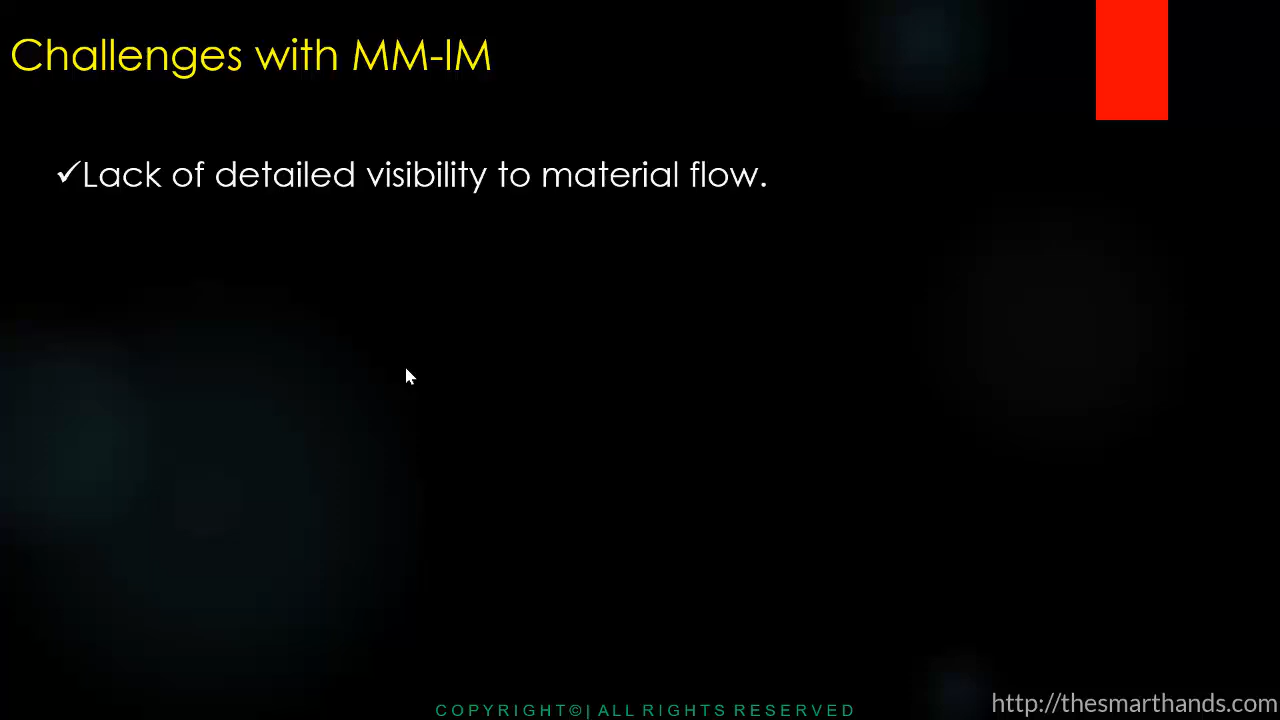 Challenges with MM-IM
✓Lack of detailed visibility to material flow.
COPYRIGHT©| ALL RIGHTS RESERVED
http://thesmarthands.com